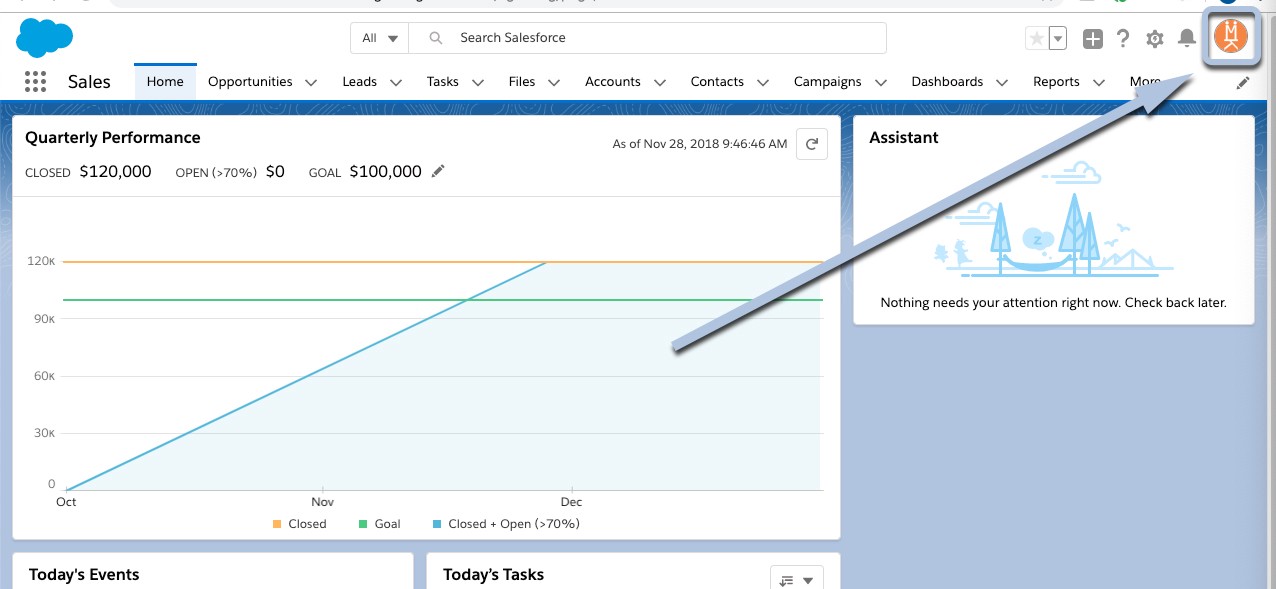 All
Search Salesforce
Sales
Home
Opportunities
Leads
Tasks
Files
Accounts
Contacts
Campaigns
Dashboards
Reports
More
Quarterly Performance
As of Nov 28, 2018 9:46:46 AM
CLOSED $120,000 OPEN (>70%) $0 GOAL $100,000
Assistant
z
Nothing needs your attention right now. Check back later.
120K
90K
60K
30K
0
Oct Nov Dec
Closed Goal Closed + Open (>70%)
Today's Events
Today’s Tasks